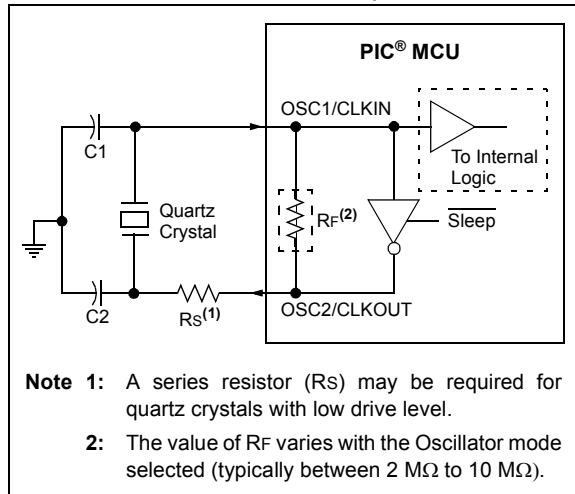 PIC® MCU
OSC1/CLKIN
C1
To Internal
Logic
Quartz
Crystal
RF(2)
Sleep
C2
RS(1)
OSC2/CLKOUT
Note 1: A series resistor (RS) may be required for
quartz crystals with low drive level.
2: The value of RF varies with the Oscillator mode
selected (typically between 2 MΩ to 10 MΩ).